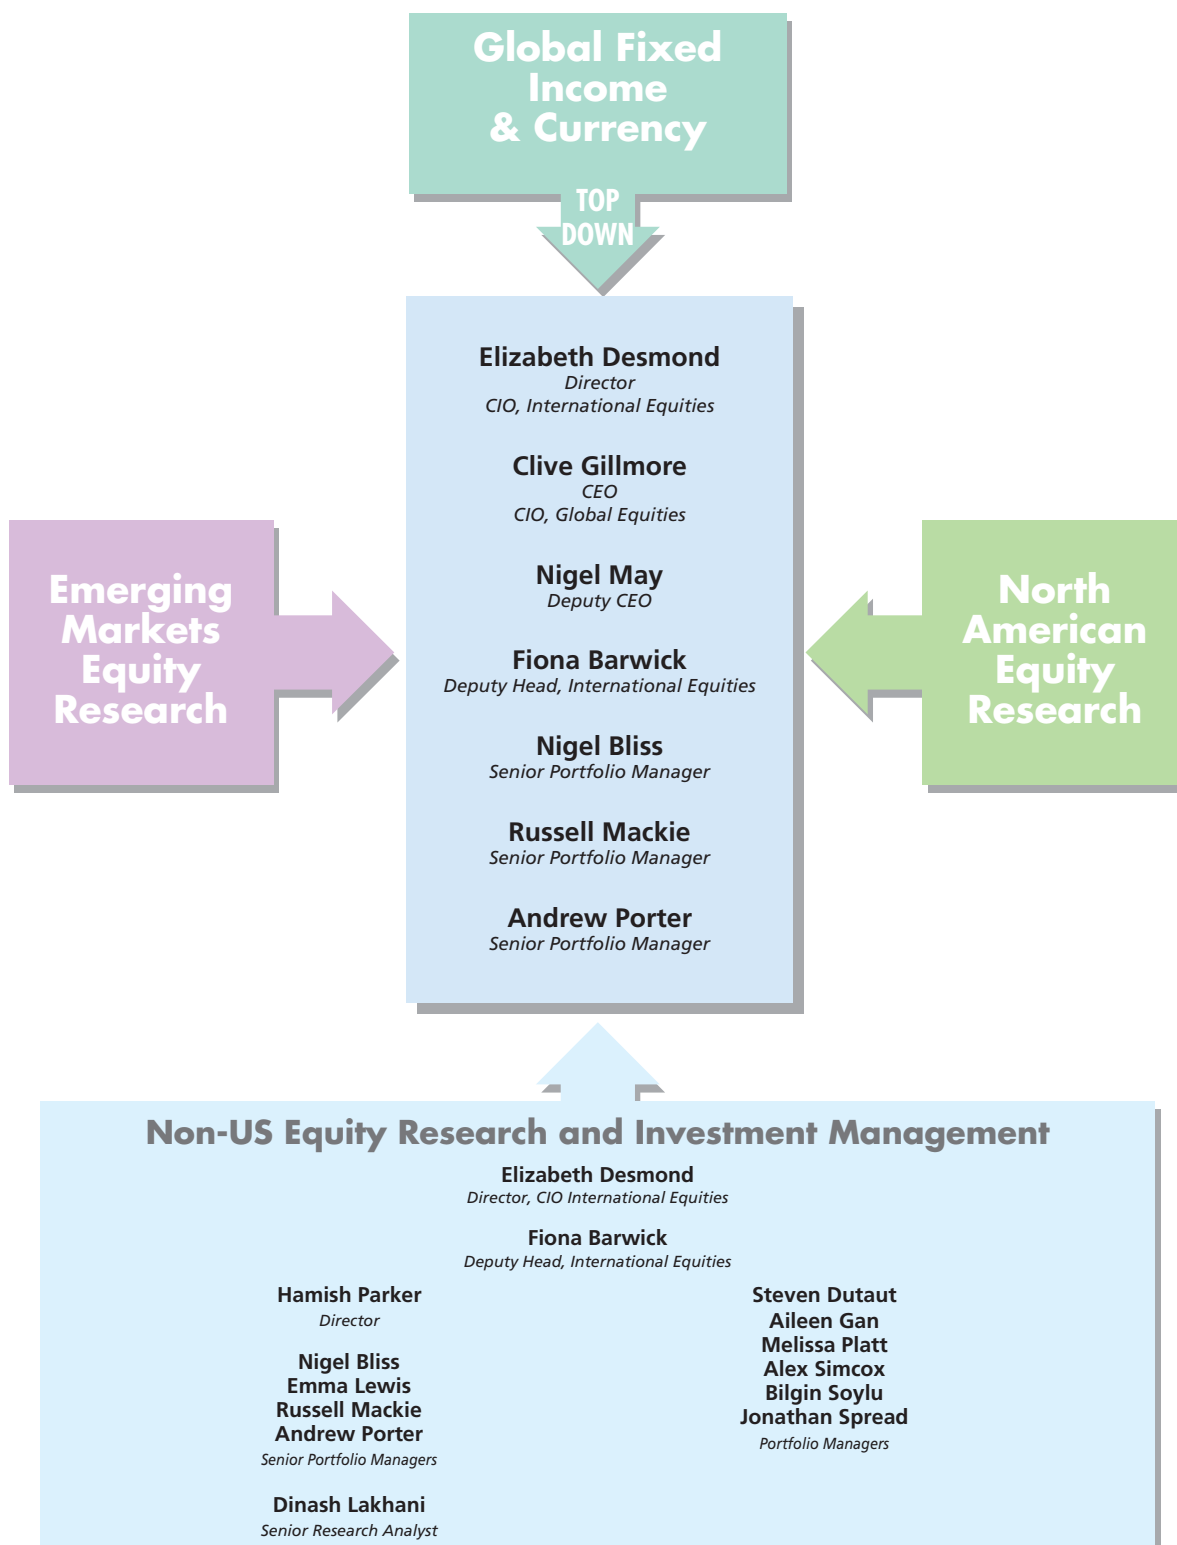 Global Fixed
Income
& Currency
TOP
DOWN
Elizabeth Desmond
Director
CIO, International Equities
Clive Gillmore
CEO
CIO, Global Equities
Nigel May
Deputy CEO
Fiona Barwick
Deputy Head, International Equities
Nigel Bliss
Senior Portfolio Manager
Russell Mackie
Senior Portfolio Manager
Andrew Porter
Senior Portfolio Manager
Emerging
Markets
Equity
Research
North
American
Equity
Research
Non-US Equity Research and Investment Management
Elizabeth Desmond
Director, CIO International Equities
Fiona Barwick
Deputy Head, International Equities
Hamish Parker
Director
Nigel Bliss
Emma Lewis
Russell Mackie
Andrew Porter
Senior Portfolio Managers
Dinash Lakhani
Senior Research Analyst
Steven Dutaut
Aileen Gan
Melissa Platt
Alex Simcox
Bilgin Soylu
Jonathan Spread
Portfolio Managers